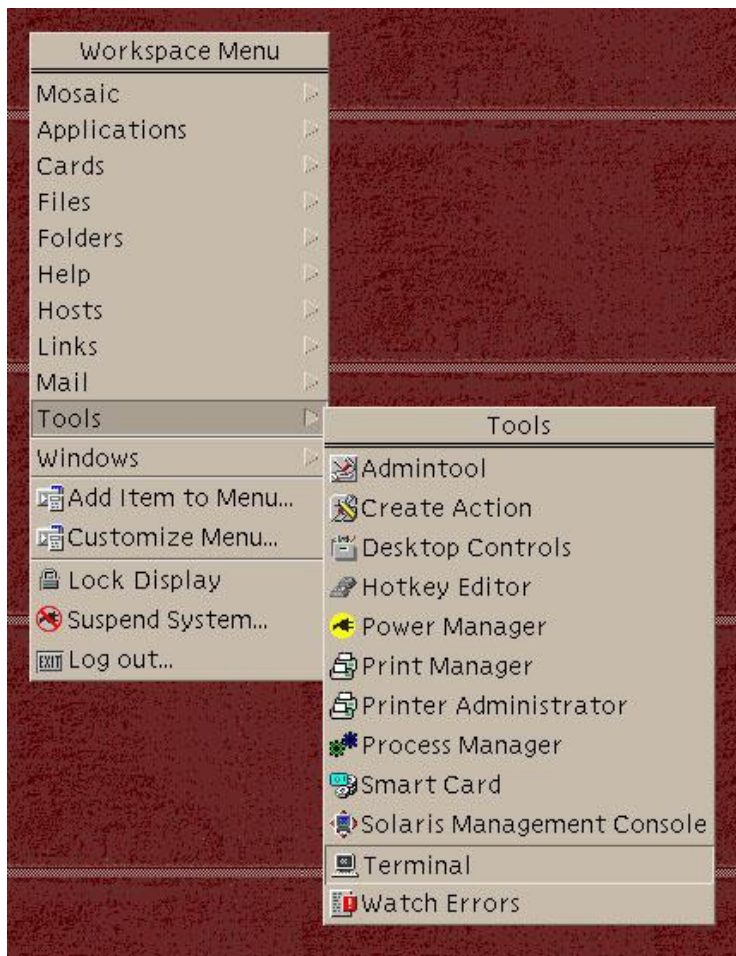 Workspace Menu
Mosaic
Applications
Cards
Files
Folders
Help
Hosts
Links
Mail
Tools
Windows
Add Item to Menu...
Customize Menu...
Lock Display
Suspend System...
EXIT Log out...
Tools
Admintool
Create Action
Desktop Controls
Hotkey Editor
Power Manager
Print Manager
Printer Administrator
Process Manager
Smart Card
Solaris Management Console
Terminal
Watch Errors